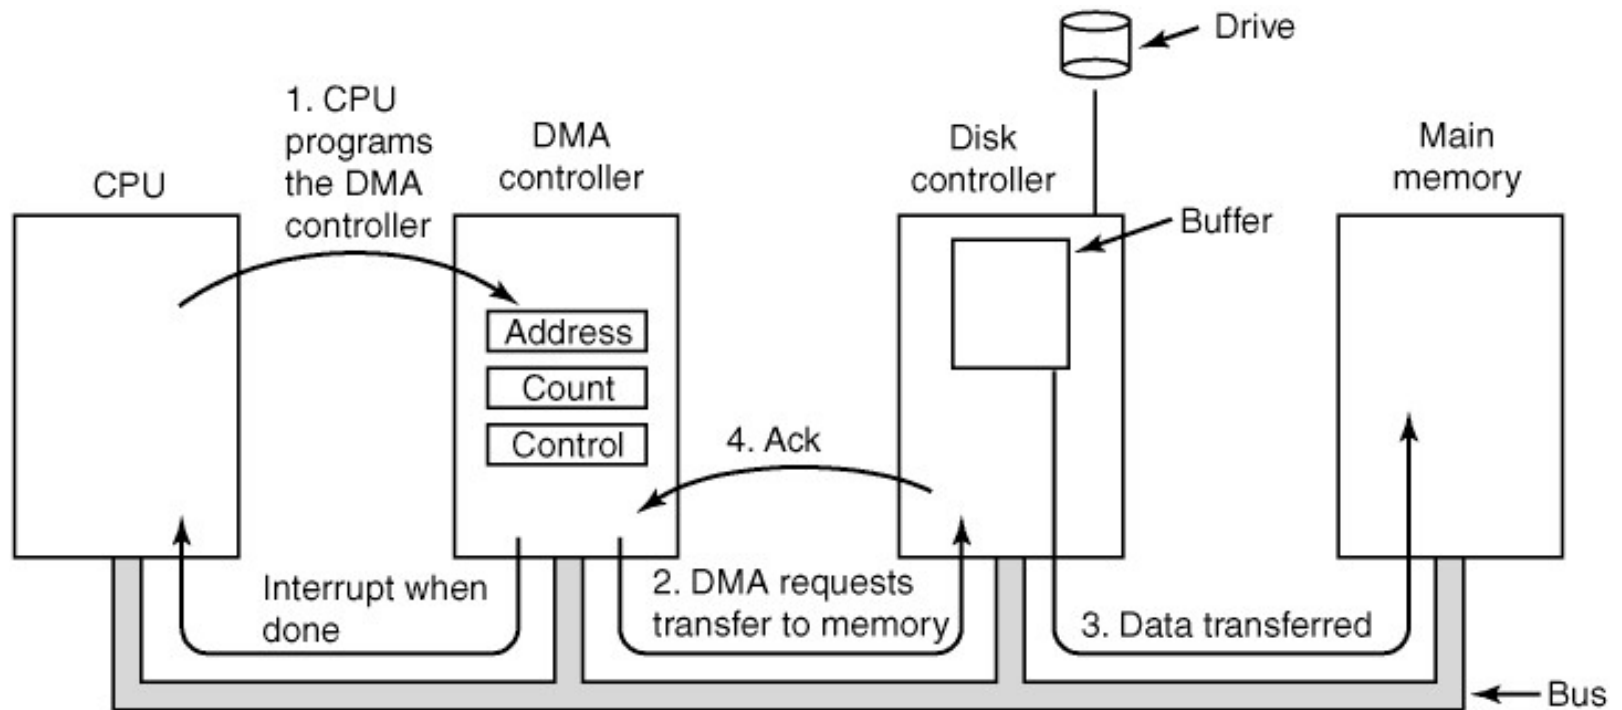 Drive
1. CPU
programs
the DMA
controller
CPU
DMA
controller
Disk
controller
Main
memory
Buffer
Address
Count
Control
4. Ack
Interrupt when
done
2. DMA requests
transfer to memory
3. Data transferred
Bus